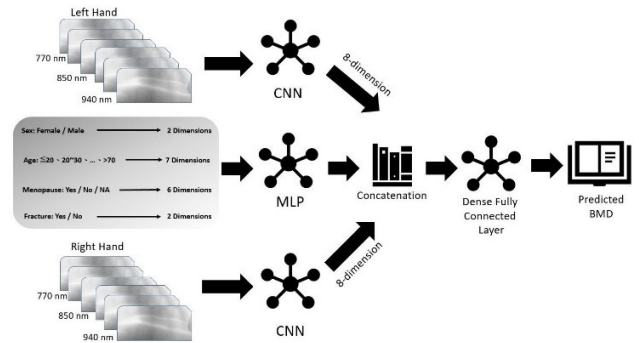 Left Hand
770 nm
850 nm
940 nm
CNN
8-dimension
Sex: Female / Male
2 Dimensions
Age: ≦20、20~30、…、>70
7 Dimensions
Menopause: Yes / No / NA
6 Dimensions
Fracture: Yes / No
2 Dimensions
MLP
Concatenation
Dense Fully
Connected
Layer
Predicted
BMD
Right Hand
770 nm
850 nm
940 nm
CNN
8-dimension